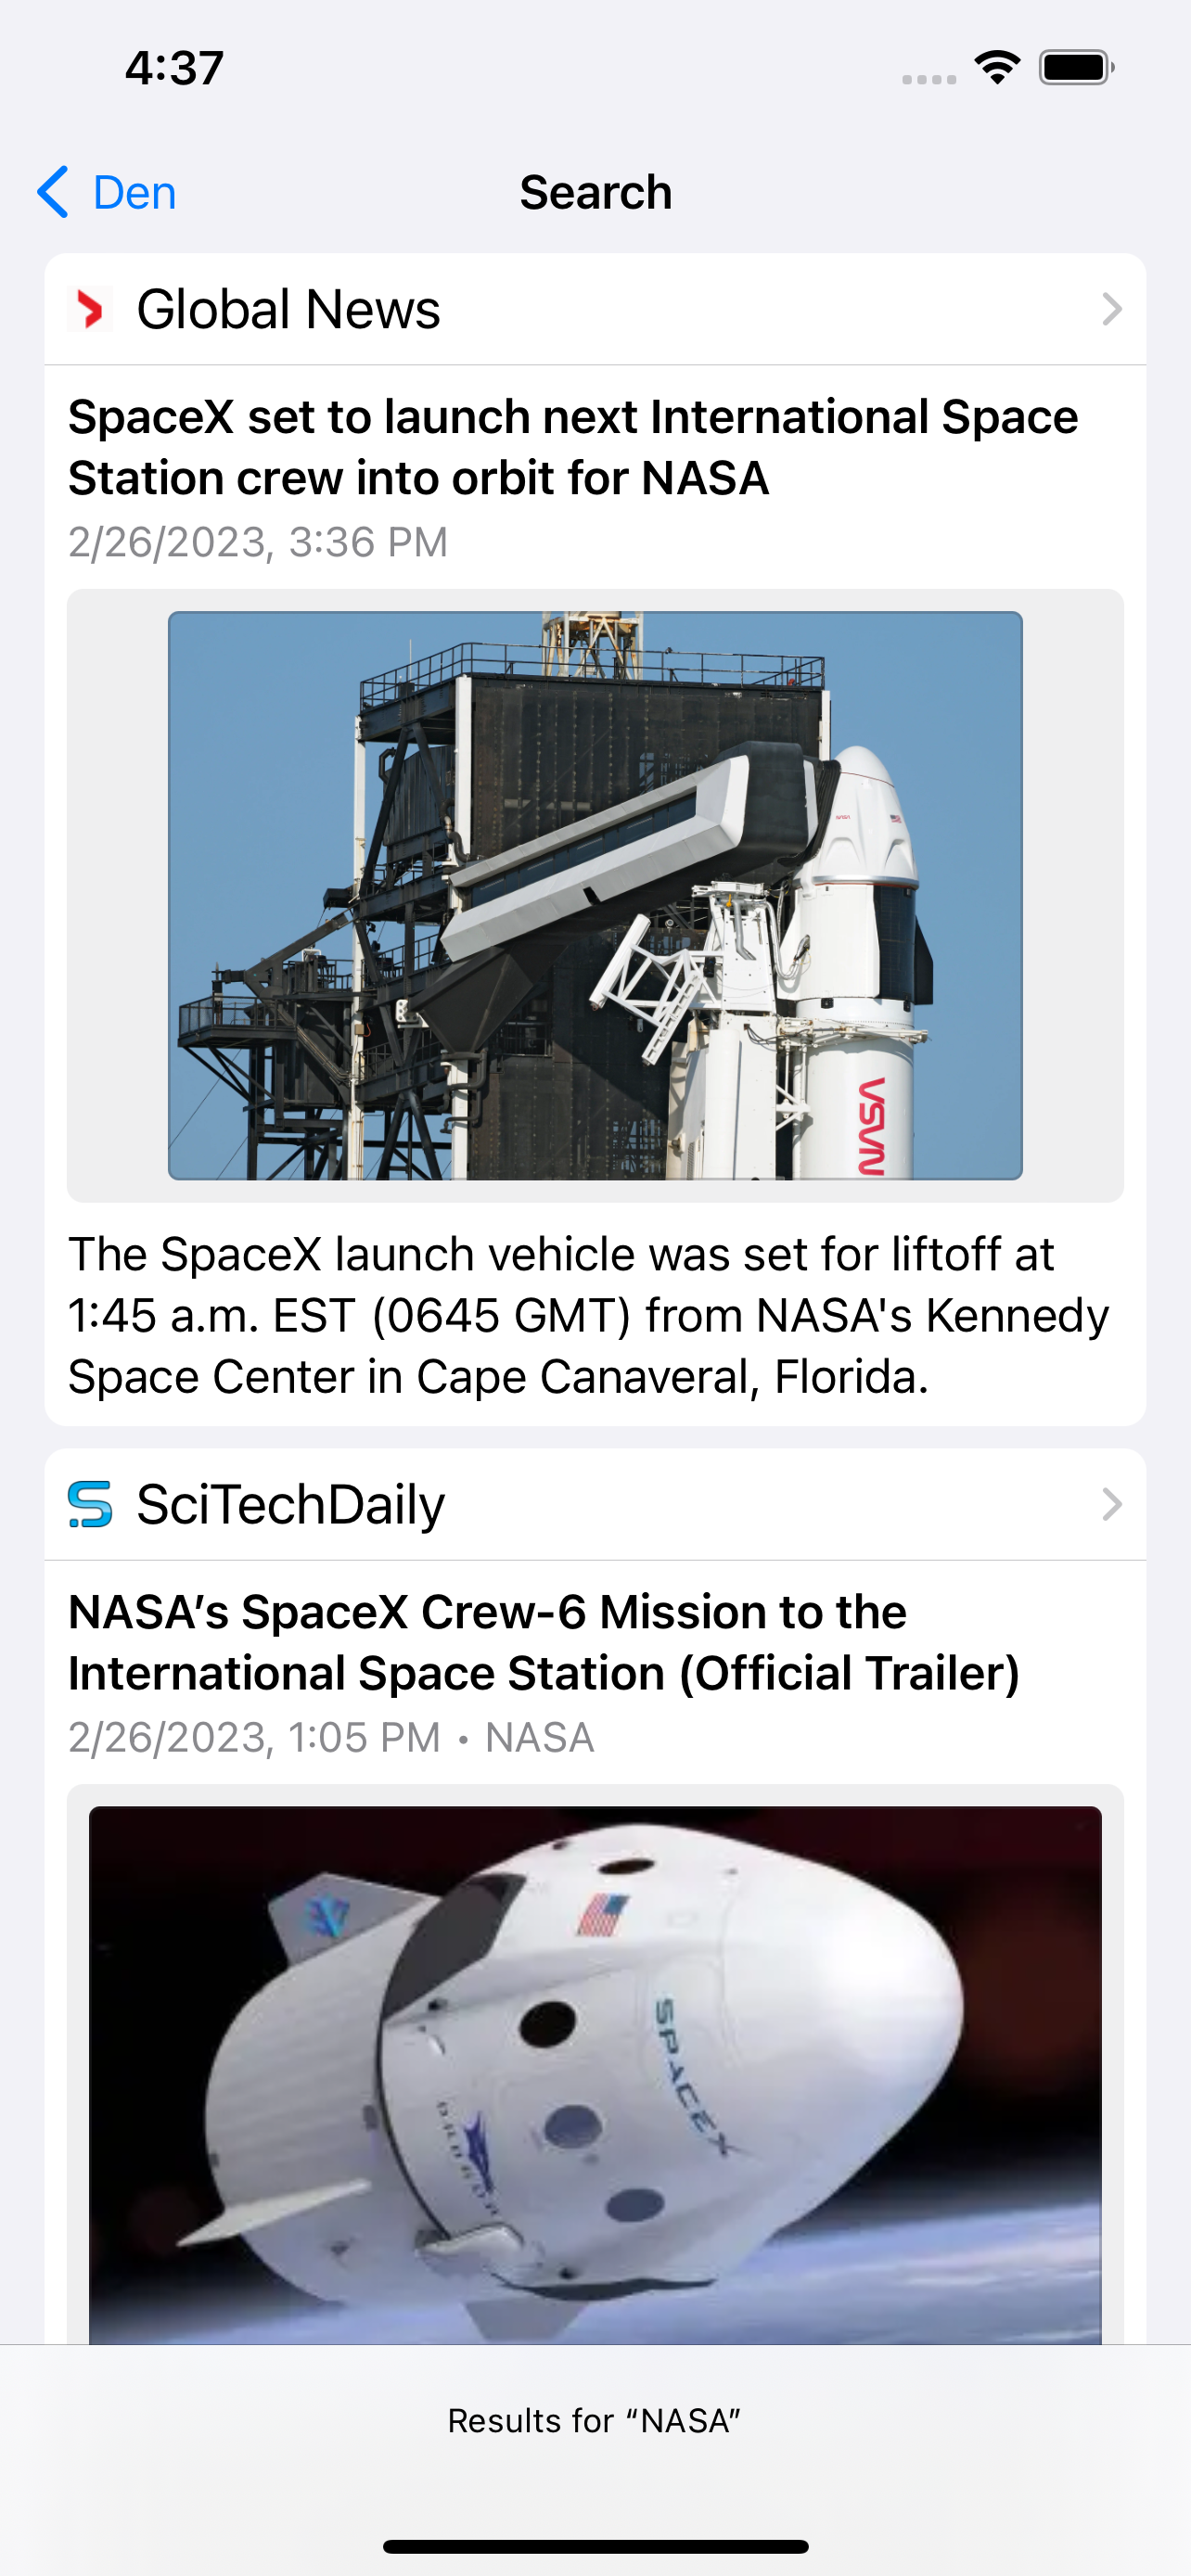 4:37
Den
Search
Global News
SpaceX set to launch next International Space
Station crew into orbit for NASA
2/26/2023, 3:36 PM
NASA
The SpaceX launch vehicle was set for liftoff at
1:45 a.m. EST (0645 GMT) from NASA's Kennedy
Space Center in Cape Canaveral, Florida.
SciTechDaily
NASA’s SpaceX Crew-6 Mission to the
International Space Station (Official Trailer)
2/26/2023, 1:05 PM • NASA
SPACEX
DRAGON
Results for “NASA”